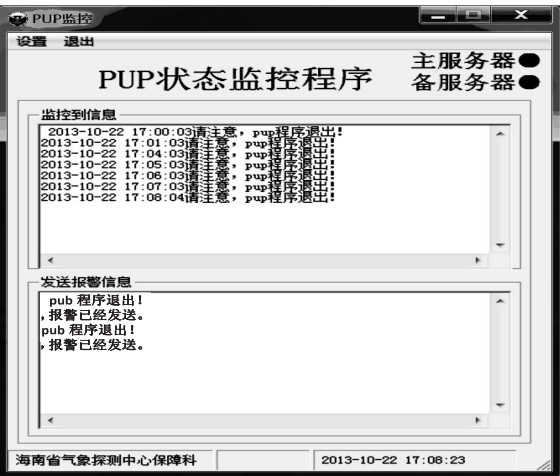 PUP监控
设置 退出
PUP状态监控程序
主服务器
备服务器
监控到信息
2013-10-22 17:00:03请注意，pup程序退出！
2013-10-22 17:01:03请注意，pup程序退出！
2013-10-22 17:04:03请注意，pup程序退出！
2013-10-22 17:05:03请注意，pup程序退出！
2013-10-22 17:06:03请注意，pup程序退出！
2013-10-22 17:07:03请注意，pup程序退出！
2013-10-22 17:08:04请注意，pup程序退出！
发送报警信息
pub 程序退出！
，报警已经发送。
pub 程序退出！
，报警已经发送。
海南省气象探测中心保障科
2013-10-22 17:08:23